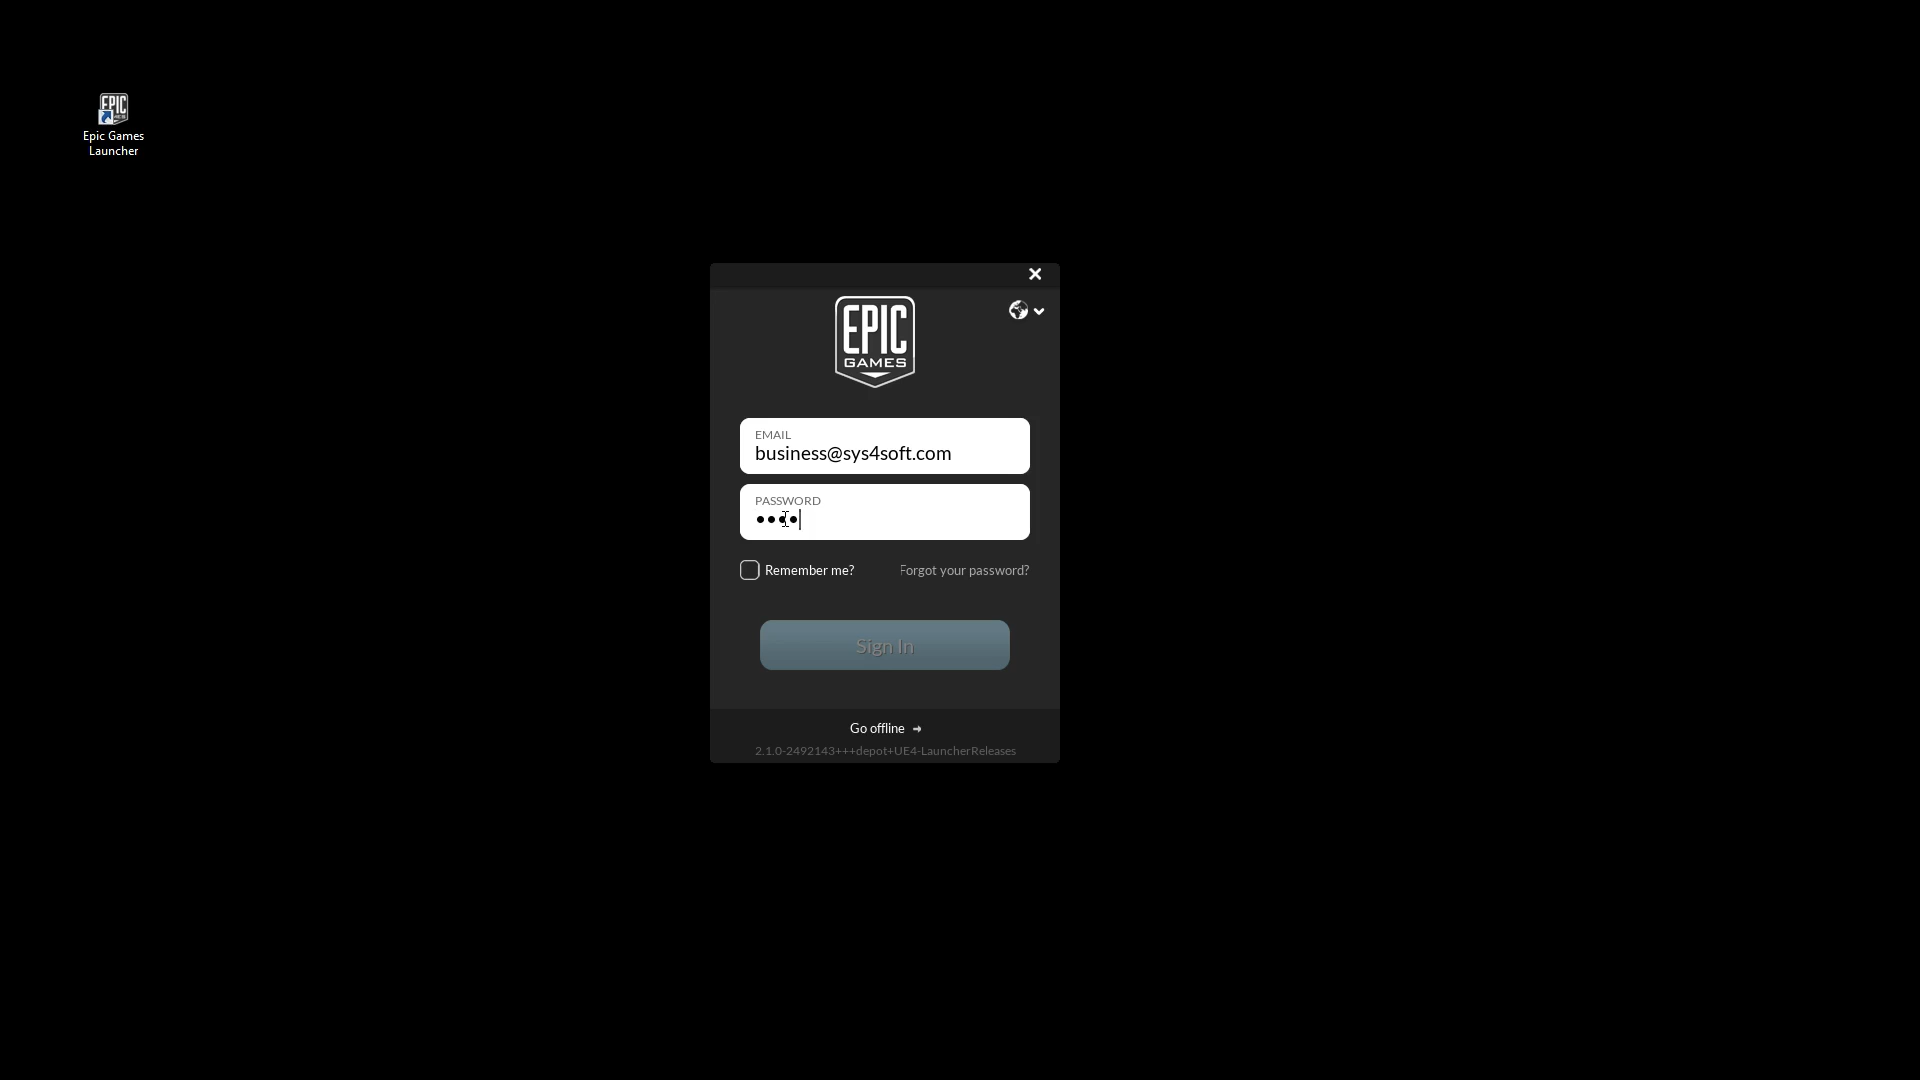 Epic Games
Launcher
EPIC
GAMES
EMAIL
business@sys4soft.com
PASSWORD
Remember me?
Forgot your password?
Sign In
Go offline
2.1.0-2492143+++depot+UE4-LauncherReleases